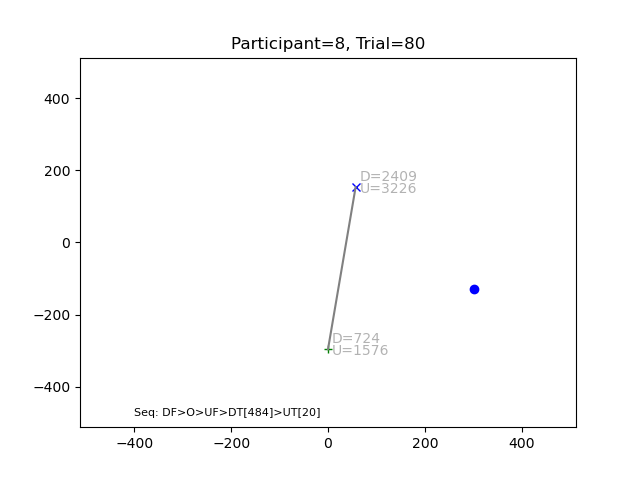 Participant=8, Trial=80
400
200
0
−200
−400
D=2409
U=3226
D=724
U=1576
Seq: DF>O>UF>DT[484]>UT[20]
−400 −200 0 200 400